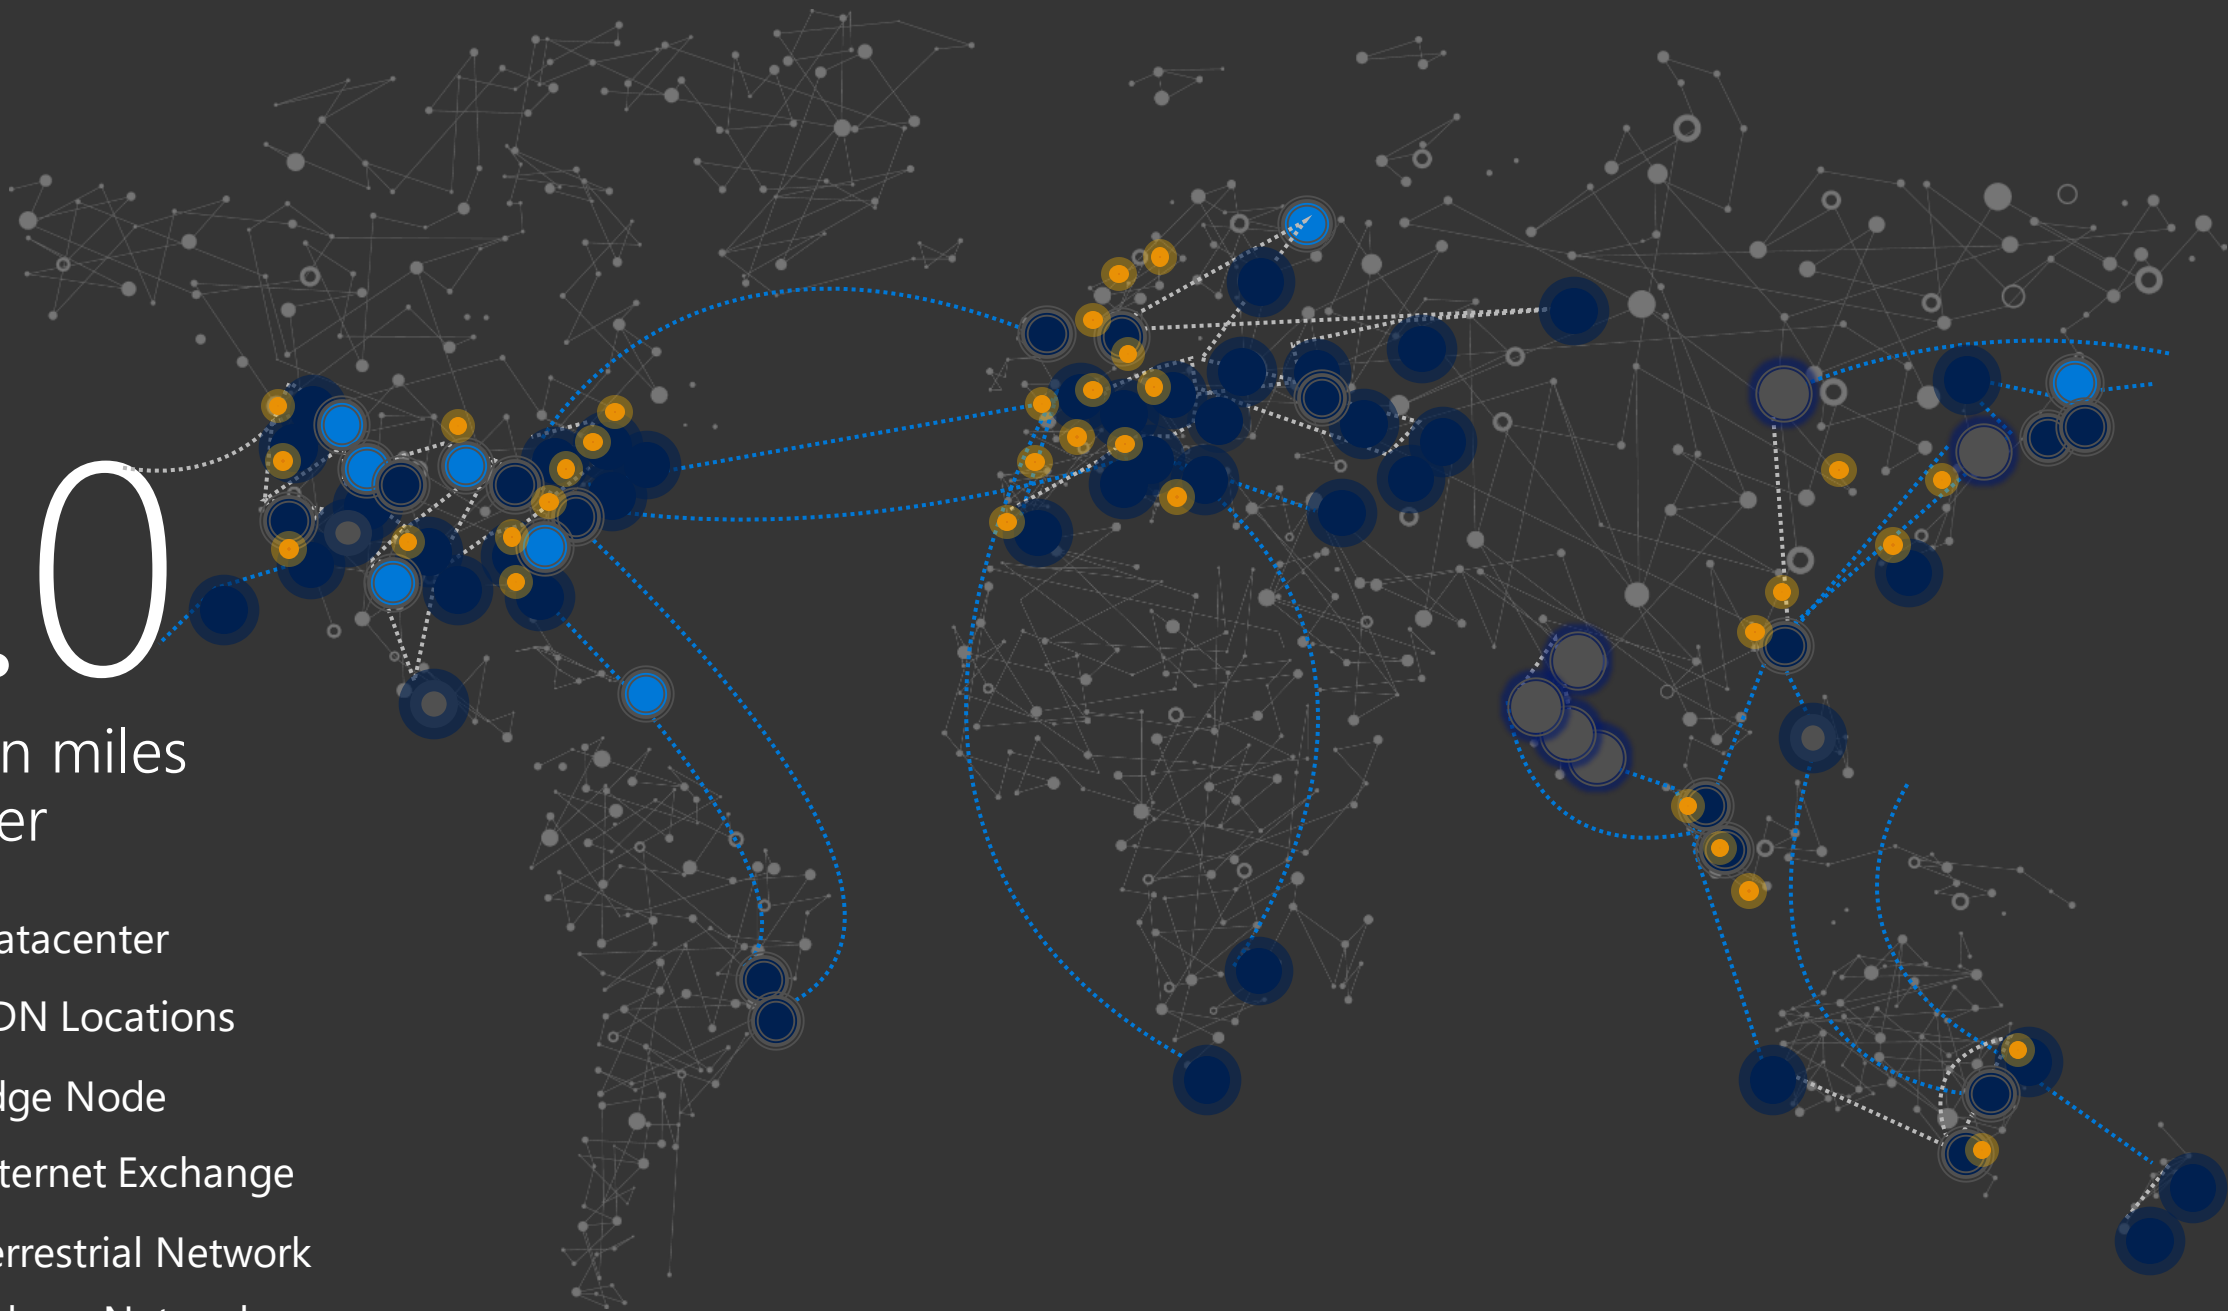 .0
n miles
er
atacenter
DN Locations
dge Node
ternet Exchange
errestrial Network